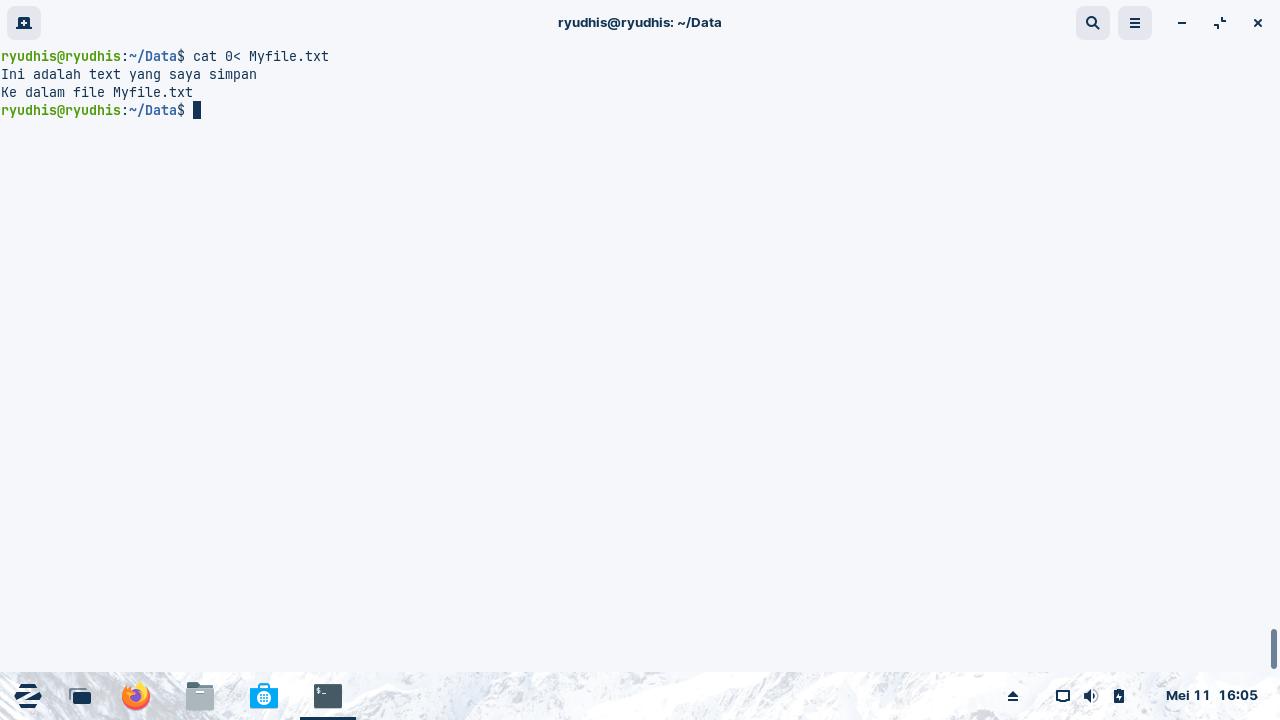 ryudhis@ryudhis: ~/Data
ryudhis@ryudhis:~/Data$ cat 0< Myfile.txt
Ini adalah text yang saya simpan
Ke dalam file Myfile.txt
ryudhis@ryudhis:~/Data$
$_
Mei 11 16:05